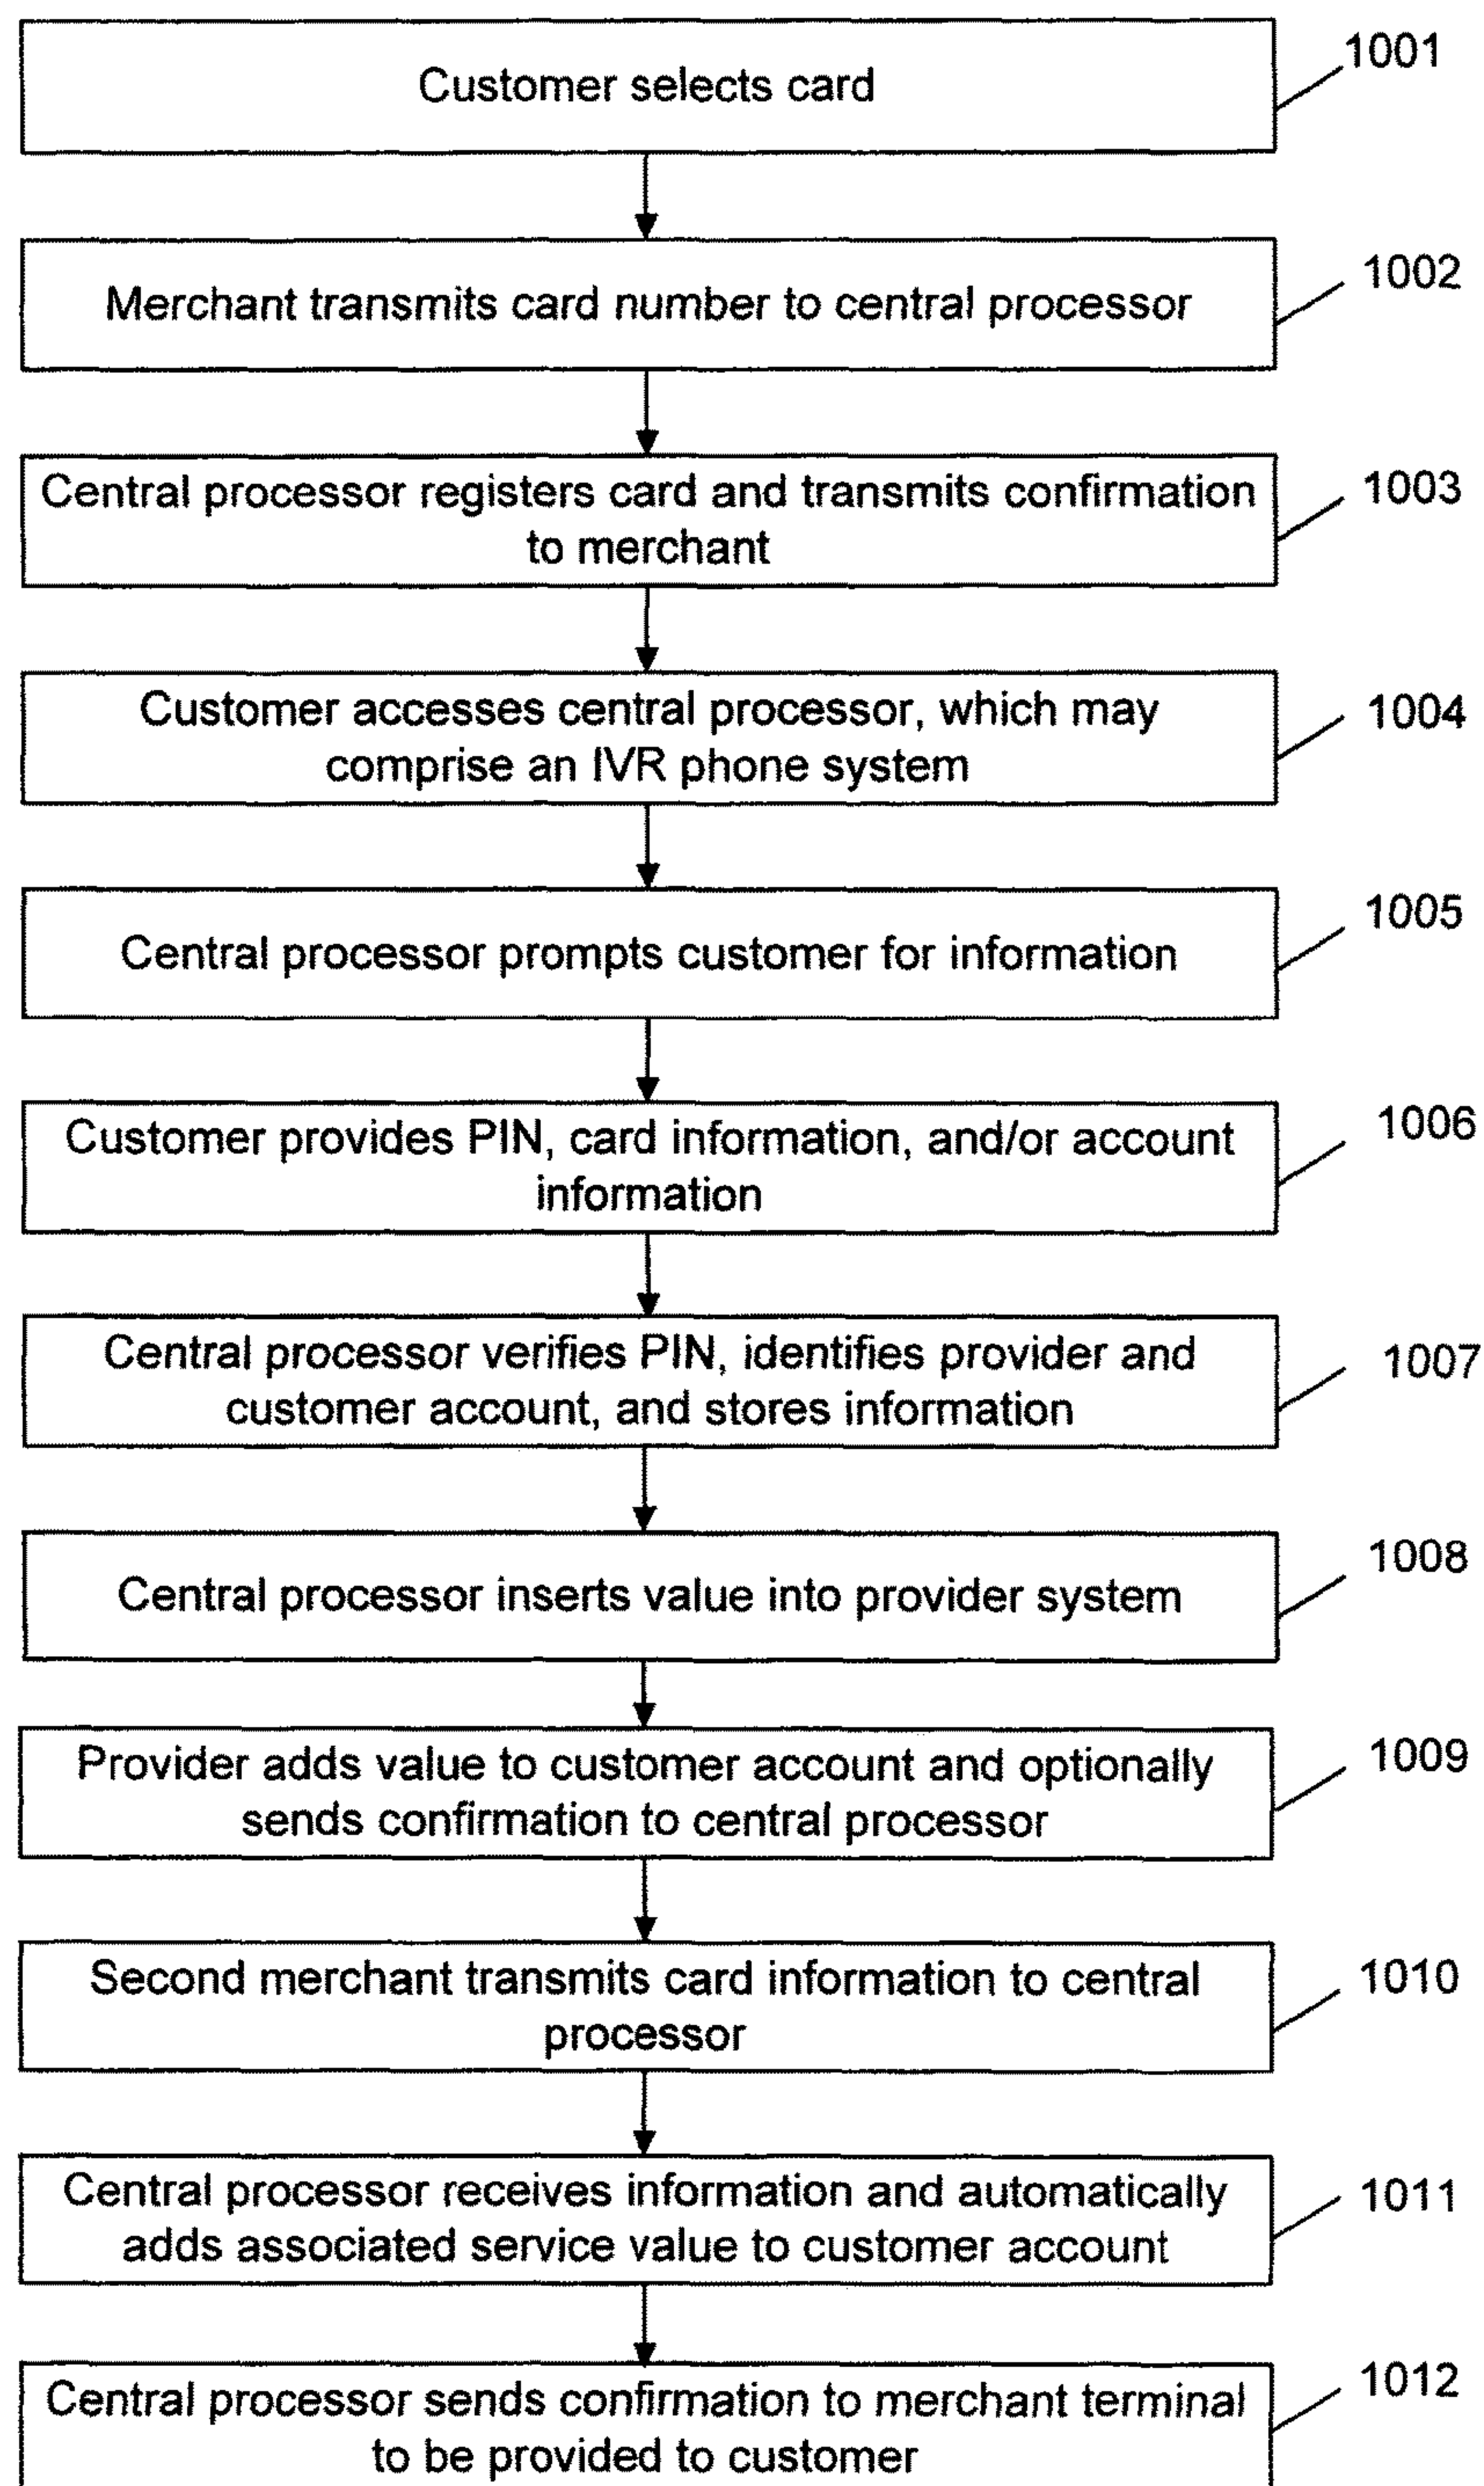 Customer selects card
1001
Merchant transmits card number to central processor
1002
Central processor registers card and transmits confirmation
to merchant
1003
Customer accesses central processor, which may
comprise an IVR phone system
1004
Central processor prompts customer for information
1005
Customer provides PIN, card information, and/or account
information
1006
Central processor verifies PIN, identifies provider and
customer account, and stores information
1007
Central processor inserts value into provider system
1008
Provider adds value to customer account and optionally
sends confirmation to central processor
1009
Second merchant transmits card information to central
processor
1010
Central processor receives information and automatically
adds associated service value to customer account
1011
Central processor sends confirmation to merchant terminal
to be provided to customer
1012